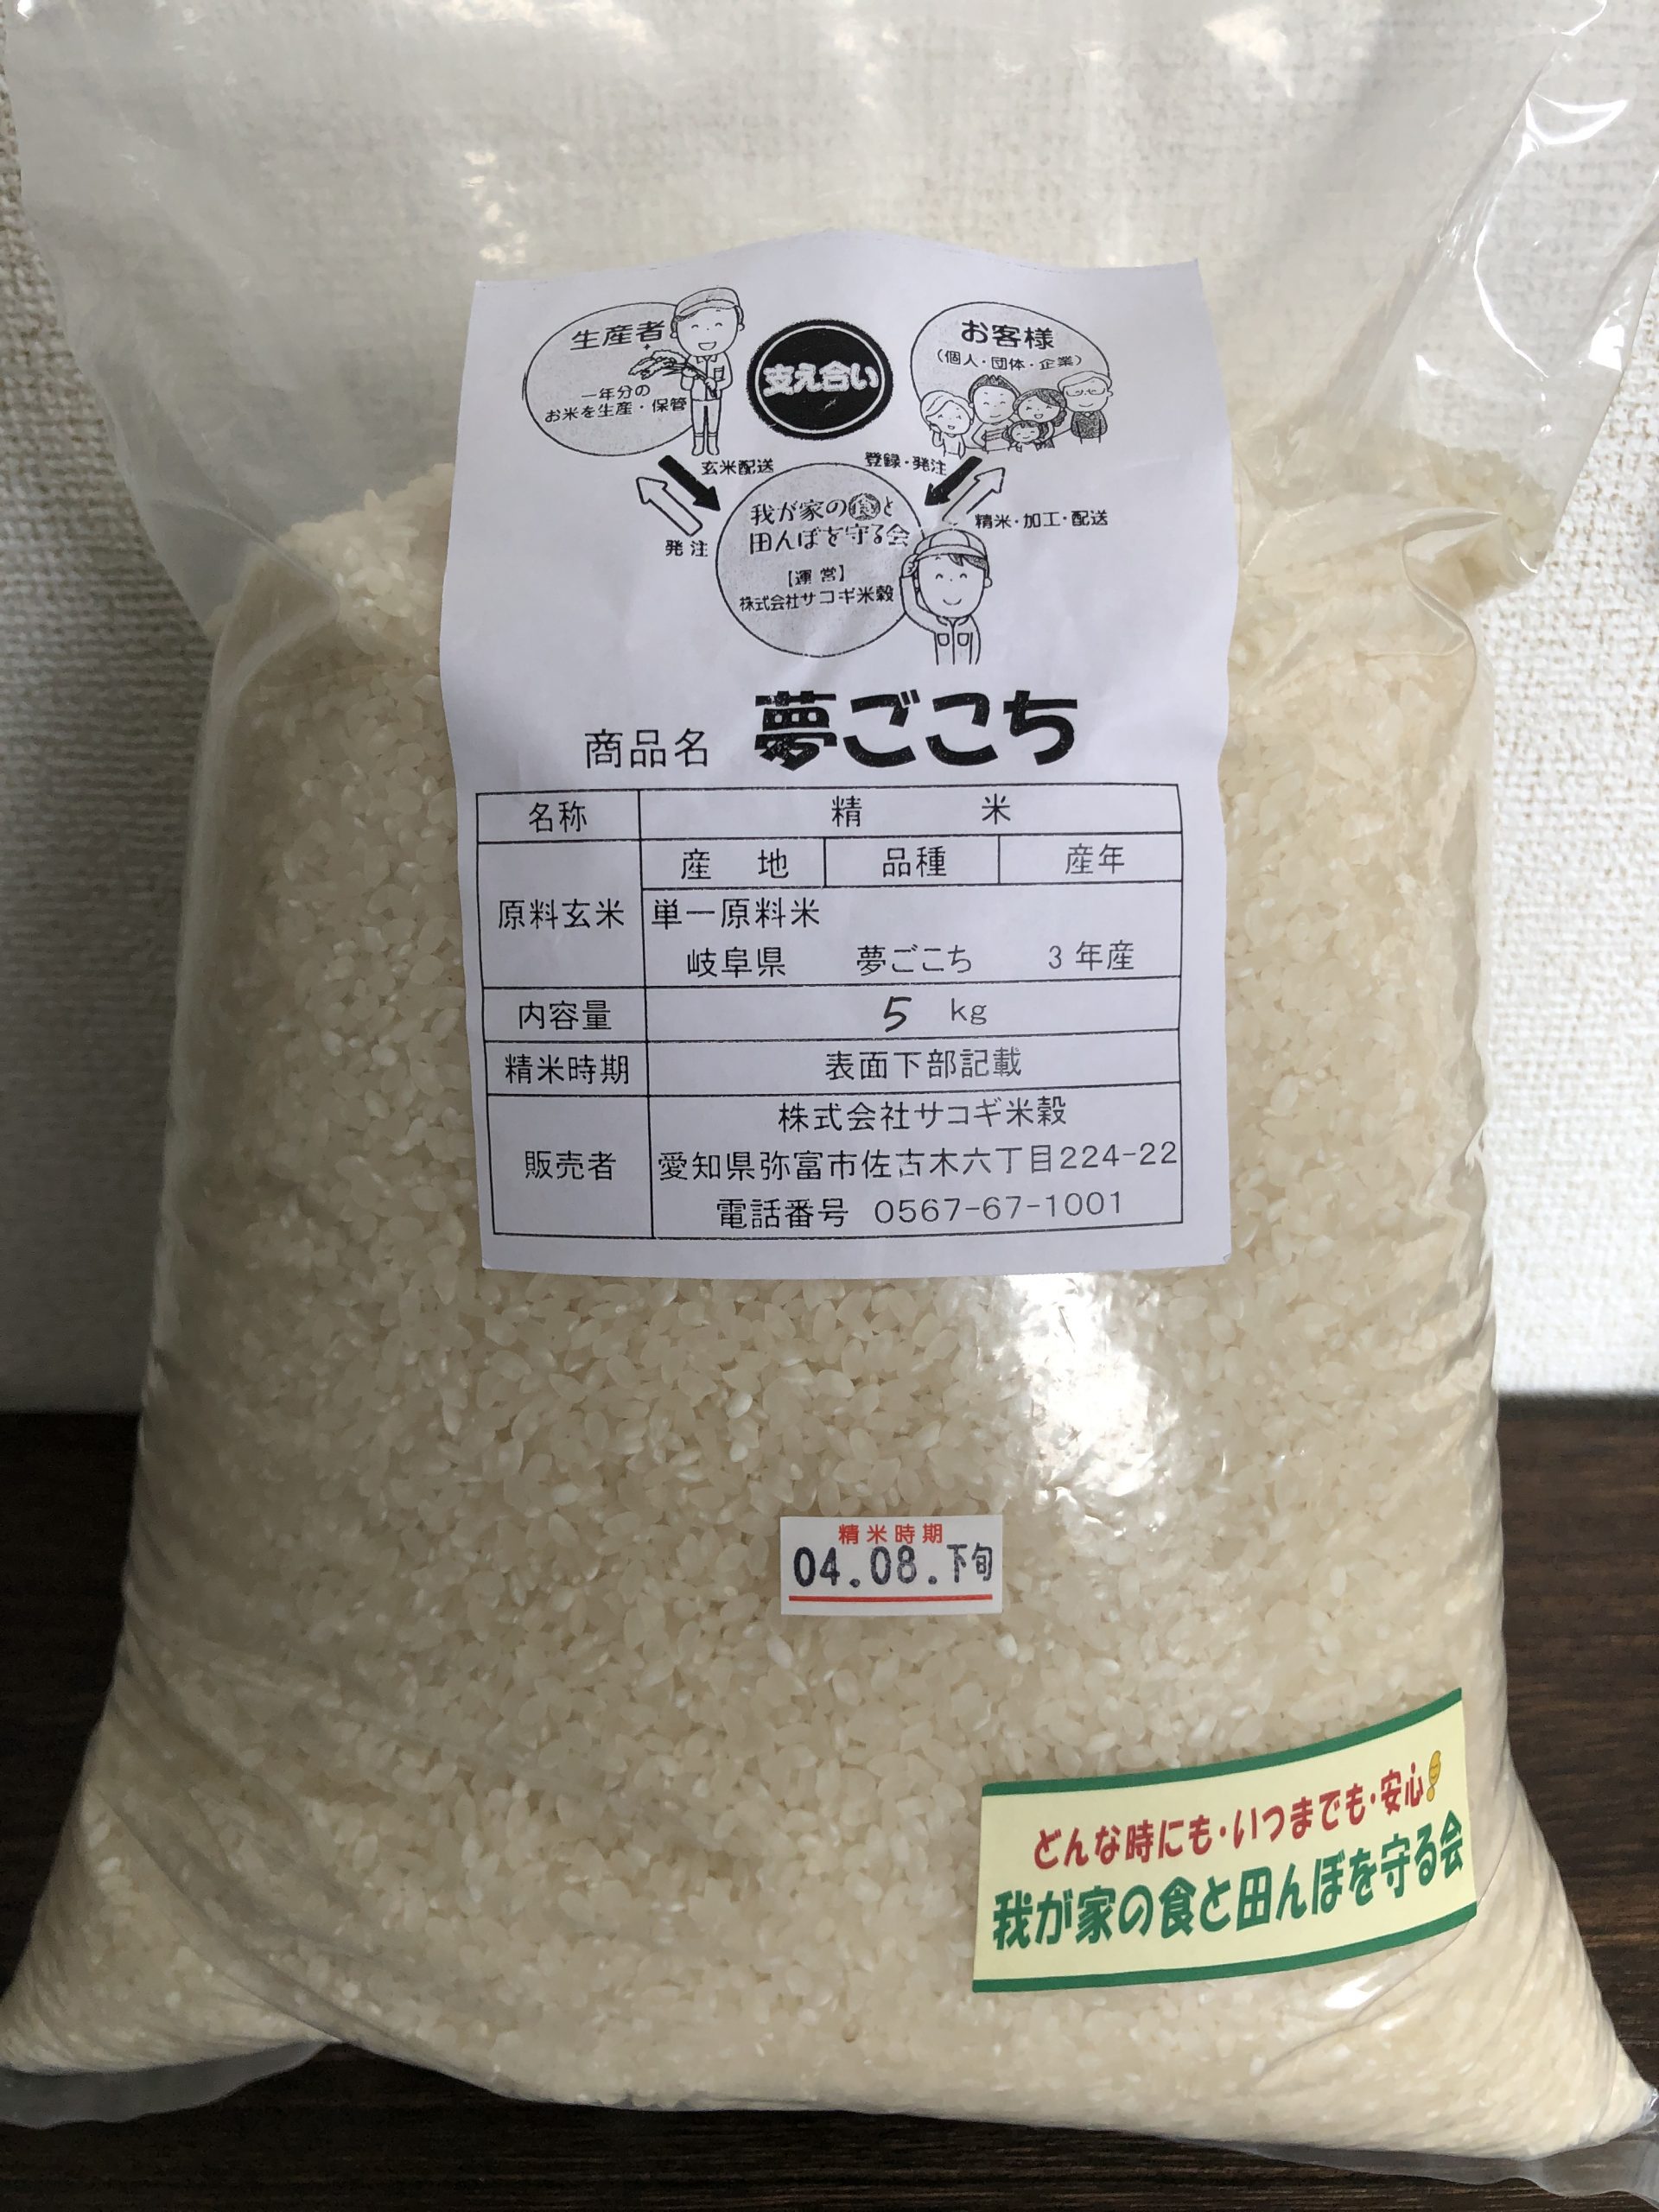 生産者
一年分の
お米を生産・保管
支え合い
お客様
(個人・団体・企業)
玄米配送
発注
登録・発注
精米・加工・配送
我が家の食と
田んぼを守る会
【運営】
株式会社サコギ米穀
商品名 夢ごこち
名称 精 米
産 地 品種 産年
原料玄米 単一原料米
岐阜県 夢ごこち 3 年産
内容量 5 kg
精米時期 表面下部記載
株式会社サコギ米穀
販売者 愛知県弥富市佐古木六丁目224-22
電話番号 0567-67-1001
精米時期
04.08.下旬
どんな時にも・いつまでも・安心!
我が家の食と田んぼを守る会